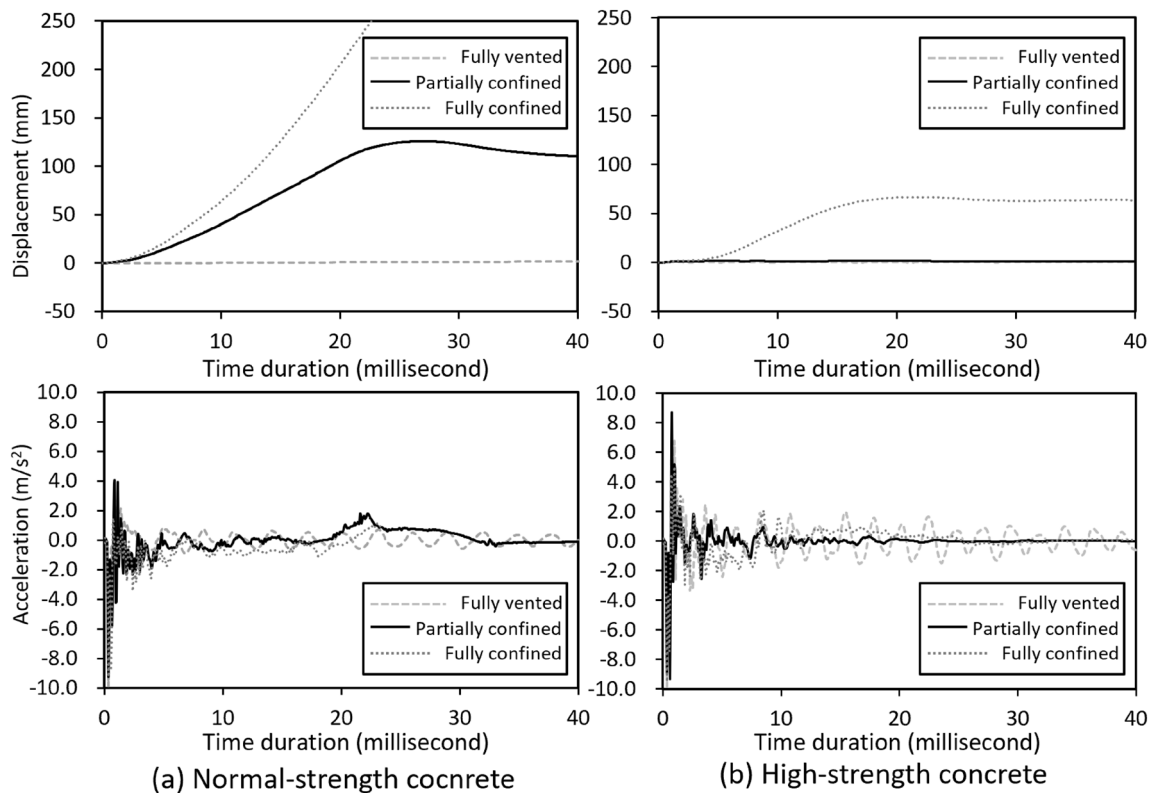 250
200
150
100
50
0
-50
Displacement (mm)
Fully vented
Partially confined
Fully confined
0 10 20 30 40
Time duration (millisecond)
250
200
150
100
50
0
-50
Fully vented
Partially confined
Fully confined
0 10 20 30 40
Time duration (millisecond)
10.0
8.0
6.0
4.0
2.0
0.0
-2.0
-4.0
-6.0
-8.0
-10.0
Accleration (m/s²)
Fully vented
Partially confined
Fully confined
0 10 20 30 40
Time duration (millisecond)
(a) Normal-strength cocnrete
10.0
8.0
6.0
4.0
2.0
0.0
-2.0
-4.0
-6.0
-8.0
-10.0
Fully vented
Partially confined
Fully confined
0 10 20 30 40
Time duration (millisecond)
(b) High-strength concrete